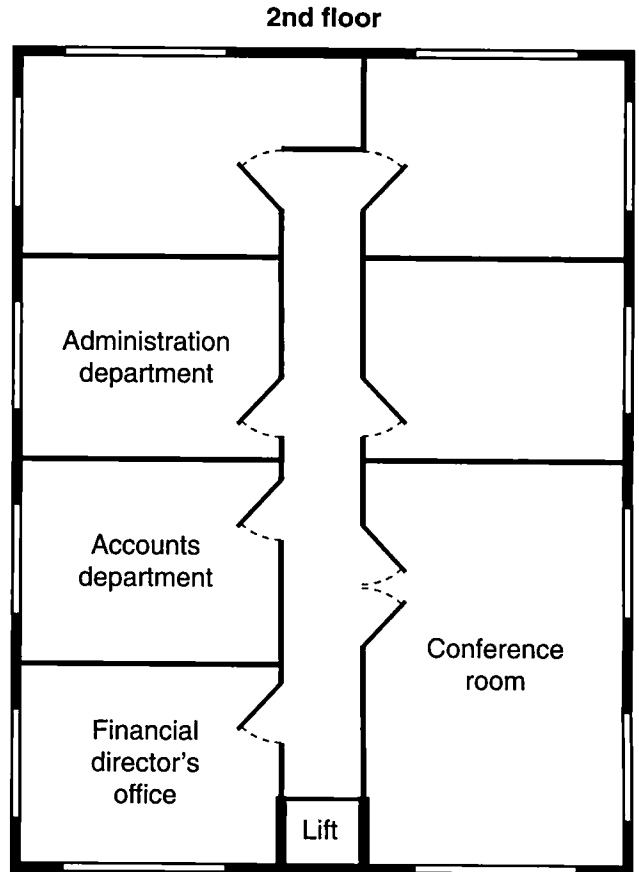 2nd floor
Administration
department
Accounts
department
Conference
room
Financial
director's
office
Lift